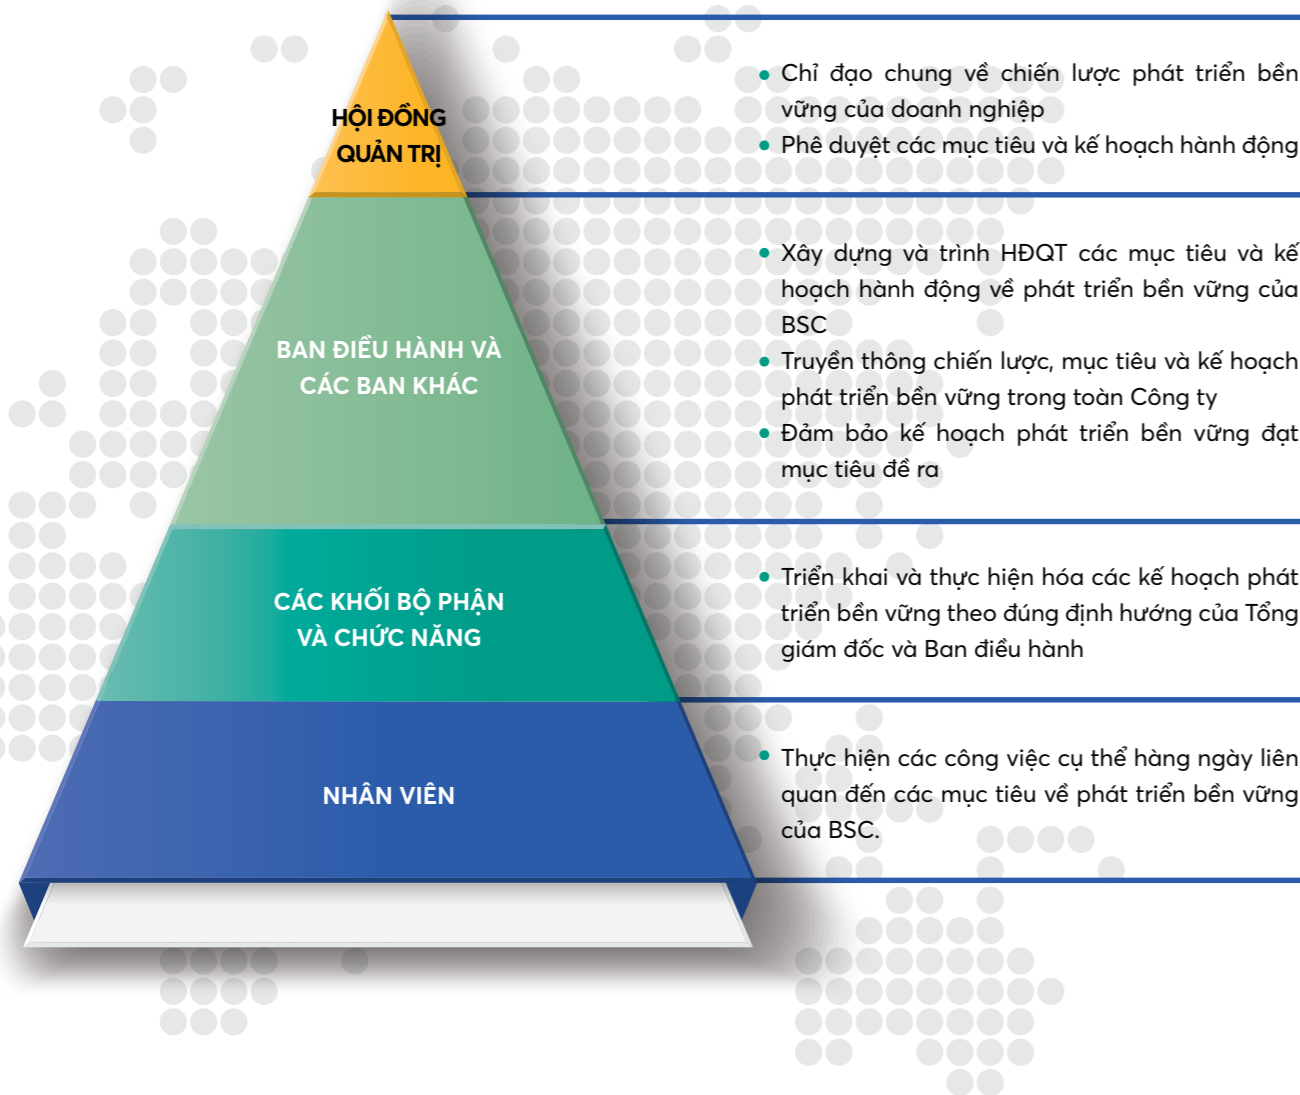 HỘI ĐỒNG
QUẢN TRỊ
• Chỉ đạo chung về chiến lược phát triển bền
vững của doanh nghiệp
• Phê duyệt các mục tiêu và kế hoạch hành động
BAN ĐIỀU HÀNH VÀ
CÁC BAN KHÁC
• Xây dựng và trình HĐQT các mục tiêu và kế
hoạch hành động về phát triển bền vững của
BSC
• Truyền thông chiến lược, mục tiêu và kế hoạch
phát triển bền vững trong toàn Công ty
• Đảm bảo kế hoạch phát triển bền vững đạt
mục tiêu đề ra
CÁC KHỐI BỘ PHẬN
VÀ CHỨC NĂNG
• Triển khai và thực hiện hóa các kế hoạch phát
triển bền vững theo đúng định hướng của Tổng
giám đốc và Ban điều hành
NHÂN VIÊN
• Thực hiện các công việc cụ thể hàng ngày liên
quan đến các mục tiêu về phát triển bền vững
của BSC.